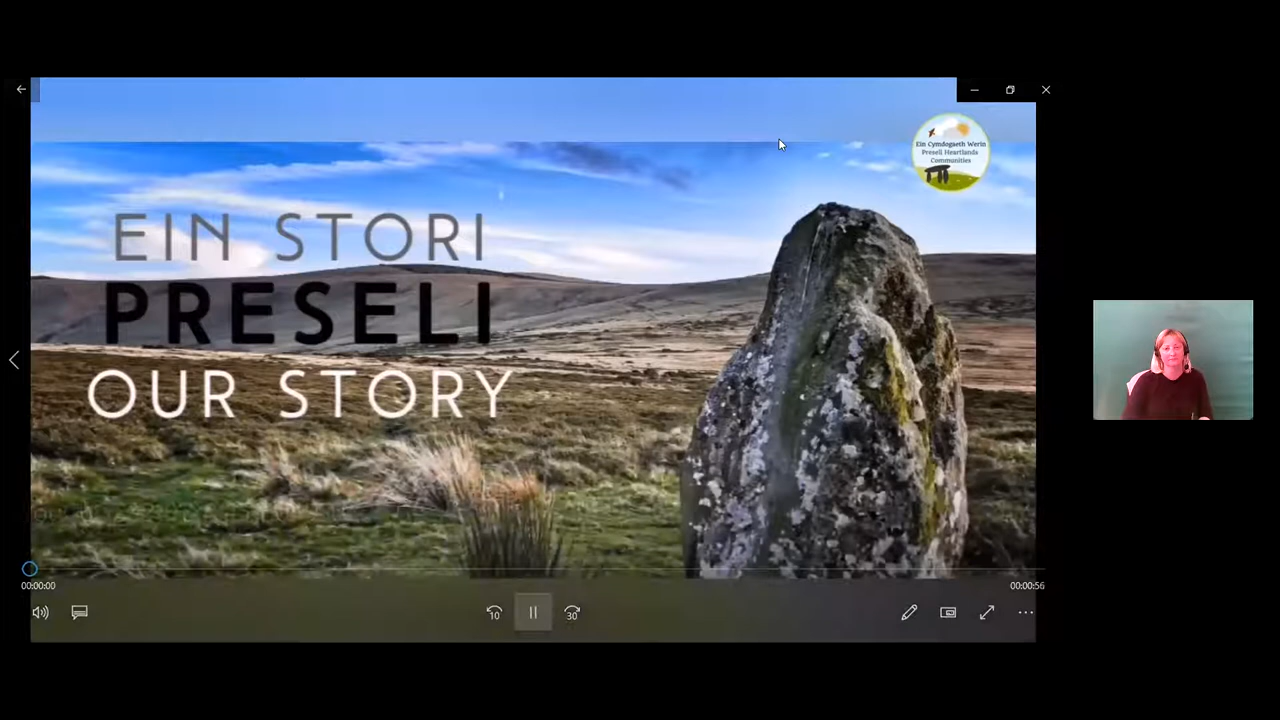 Ein Cymdogaeth Werin
Preseli Heartlands
Communities
EIN STORI
PRESELI
OUR STORY
00:00:00
00:00:56
10
30